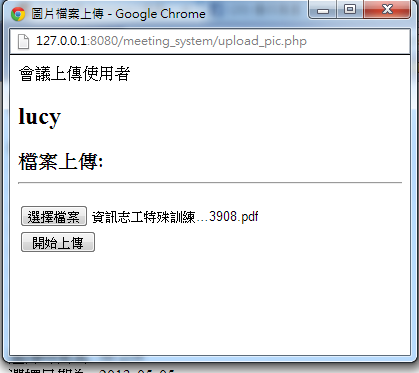 圖片檔案上傳 - Google Chrome
127.0.0.1:8080/meeting_system/upload_pic.php
會議上傳使用者
lucy
檔案上傳:
選擇檔案 資訊志工特殊訓練...3908.pdf
開始上傳